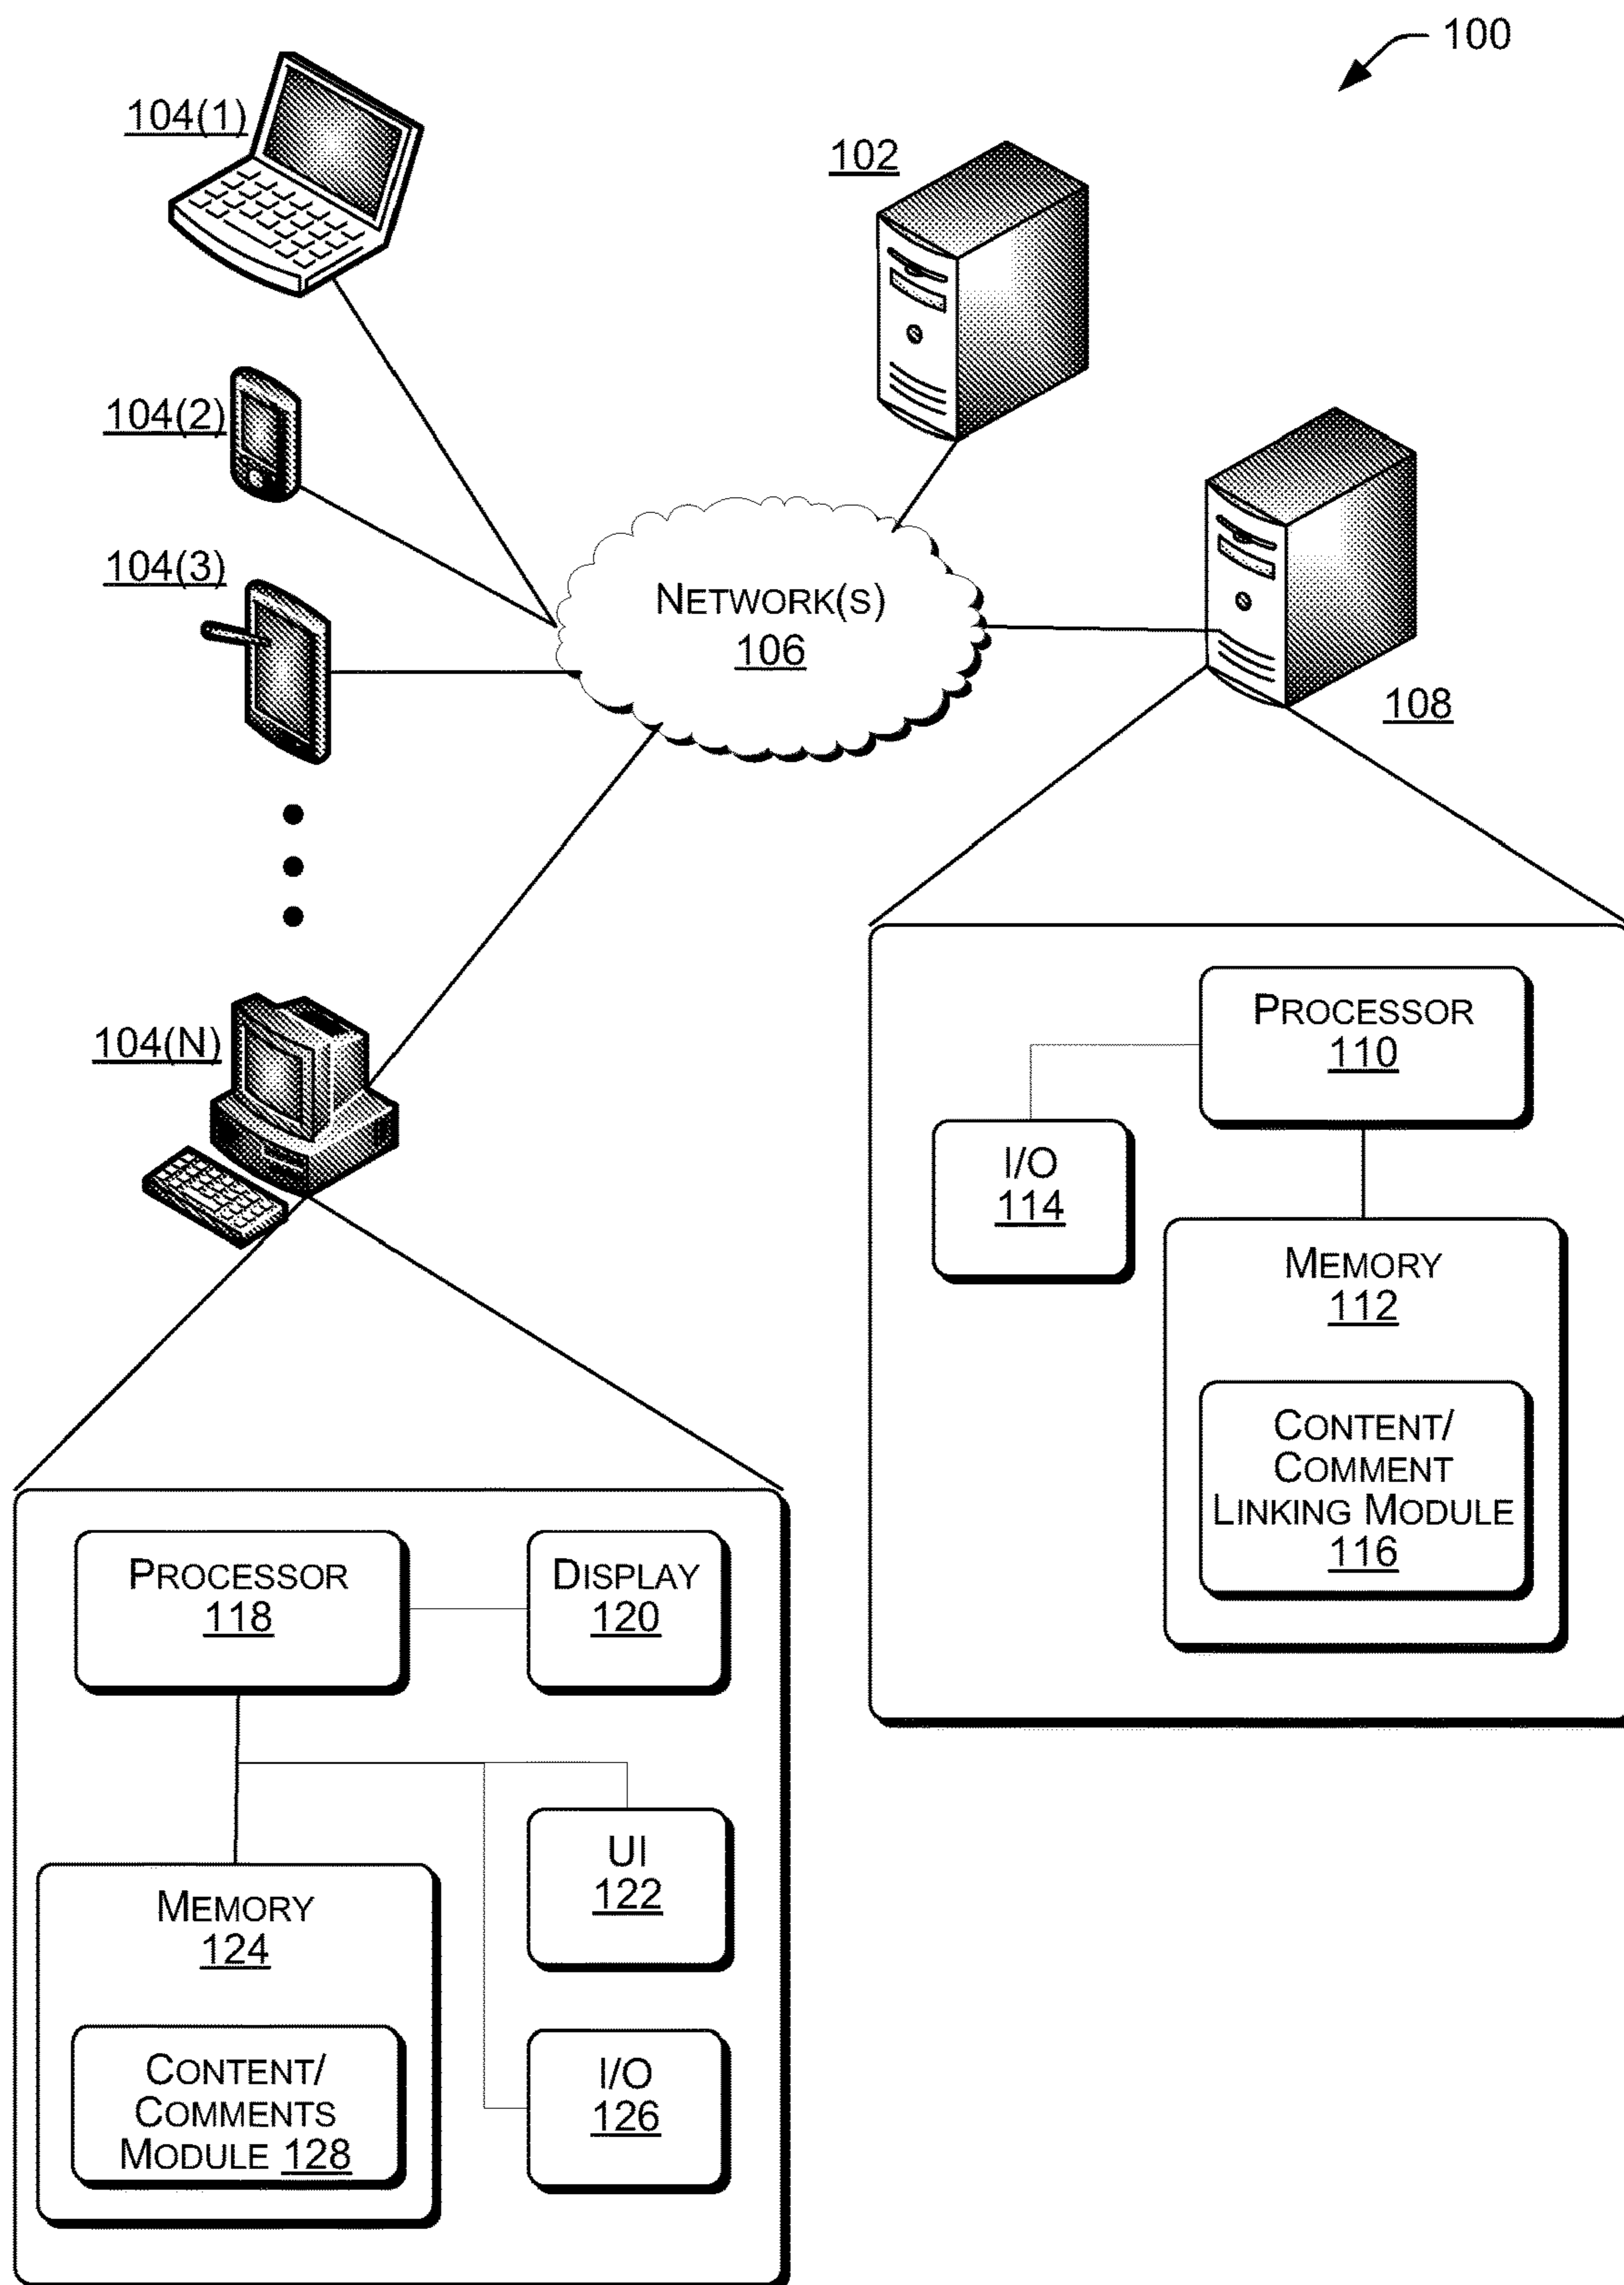 100
104(1)
102
104(2)
104(3)
NETWORK(S)
106
108
104(N)
PROCESSOR
110
I/O
114
MEMORY
112
CONTENT/
COMMENT
LINKING MODULE
116
PROCESSOR
118
DISPLAY
120
UI
122
MEMORY
124
I/O
126
CONTENT/
COMMENTS
MODULE 128